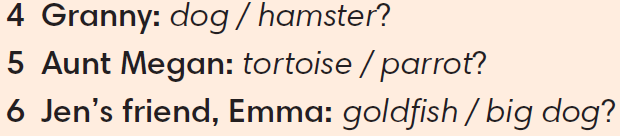 4 Granny: dog / hamster?
5 Aunt Megan: tortoise / parrot?
6 Jen's friend, Emma: goldfish / big dog?